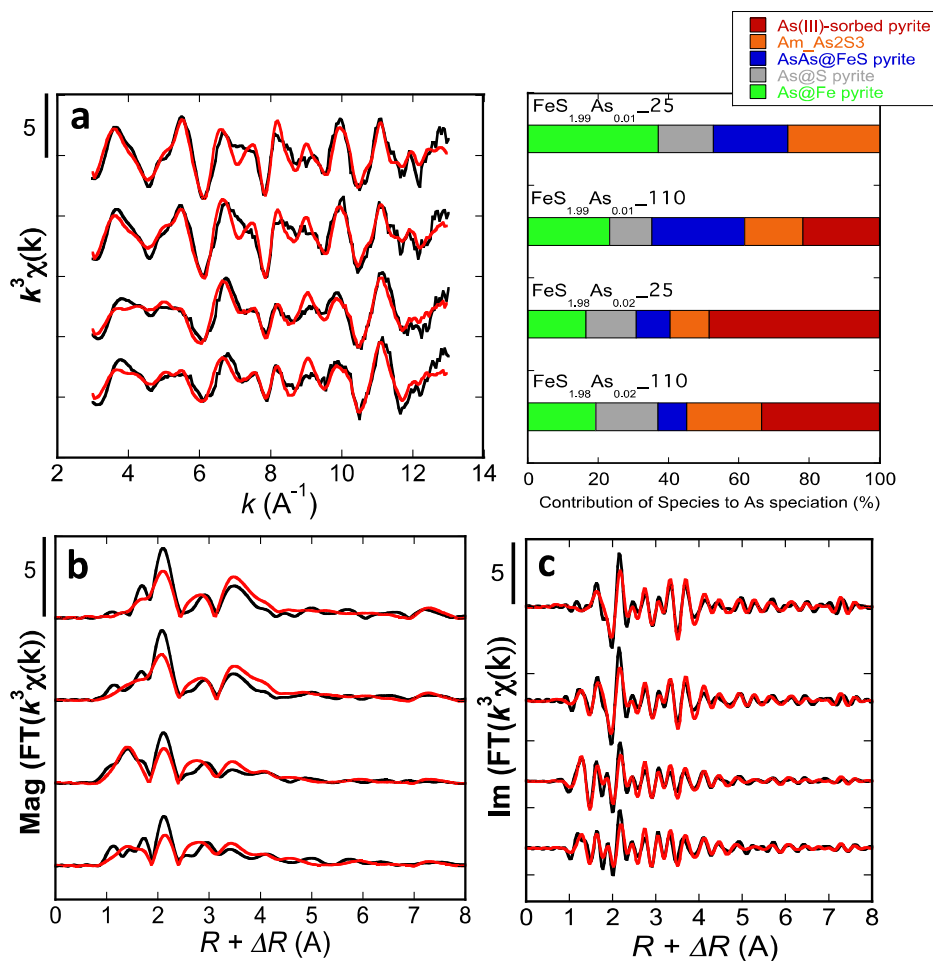 As(III)-sorbed pyrite
Am_As2S3
AsAs@FeS pyrite
As@S pyrite
As@Fe pyrite
a
5
k³χ(k)
2 4 6 8 10 12 14
k (A⁻¹)
FeS1.99As0.01_25
FeS1.99As0.01_110
FeS1.98As0.02_25
FeS1.98As0.02_110
0 20 40 60 80 100
Contribution of Species to As speciation (%)
b
5
Mag (FT(k³χ(k))
0 1 2 3 4 5 6 7 8
R + ΔR (A)
c
5
Im (FT(k³χ(k))
0 1 2 3 4 5 6 7 8
R + ΔR (A)